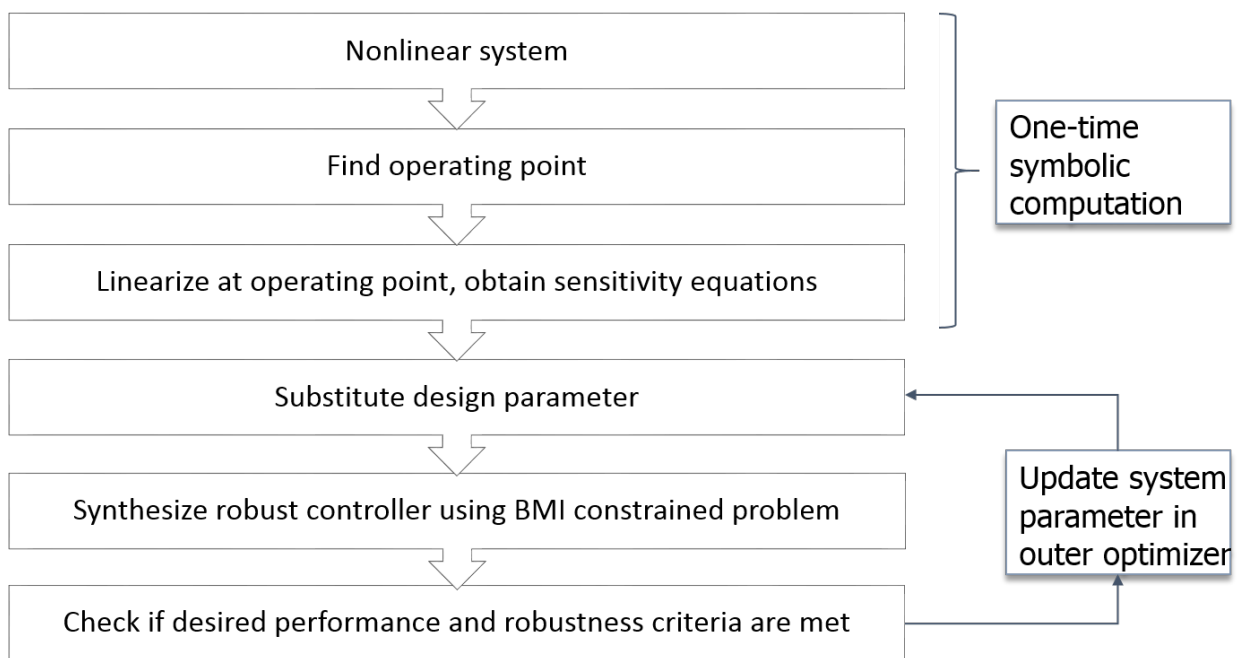 Nonlinear system
Find operating point
Linearize at operating point, obtain sensitivity equations
One-time
symbolic
computation
Substitute design parameter
Synthesize robust controller using BMI constrained problem
Check if desired performance and robustness criteria are met
Update system
parameter in
outer optimizer